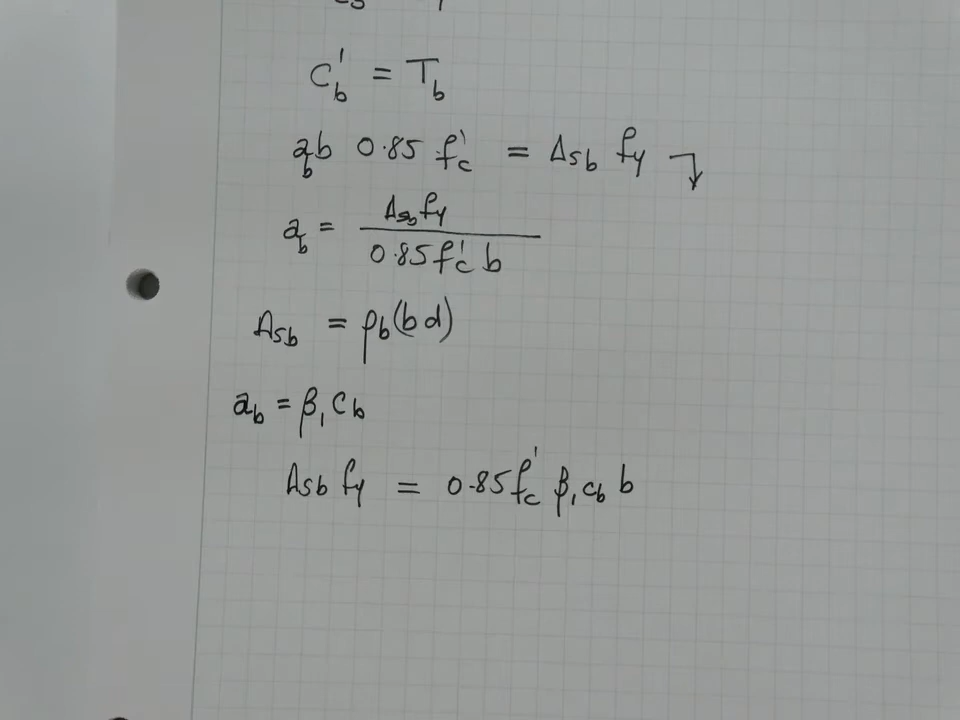 C'b = Tb
ab b 0.85 f'c = Asb fy
ab = Asb fy / 0.85 f'c b
Asb = ρb(bd)
ab = β1 Cb
Asb fy = 0.85 f'c β1 cb b